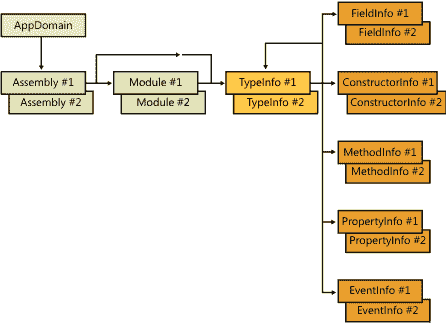 AppDomain
Assembly #1
Assembly #2
Module #1
Module #2
TypeInfo #1
TypeInfo #2
FieldInfo #1
FieldInfo #2
ConstructorInfo #1
ConstructorInfo #2
MethodInfo #1
MethodInfo #2
PropertyInfo #1
PropertyInfo #2
EventInfo #1
EventInfo #2